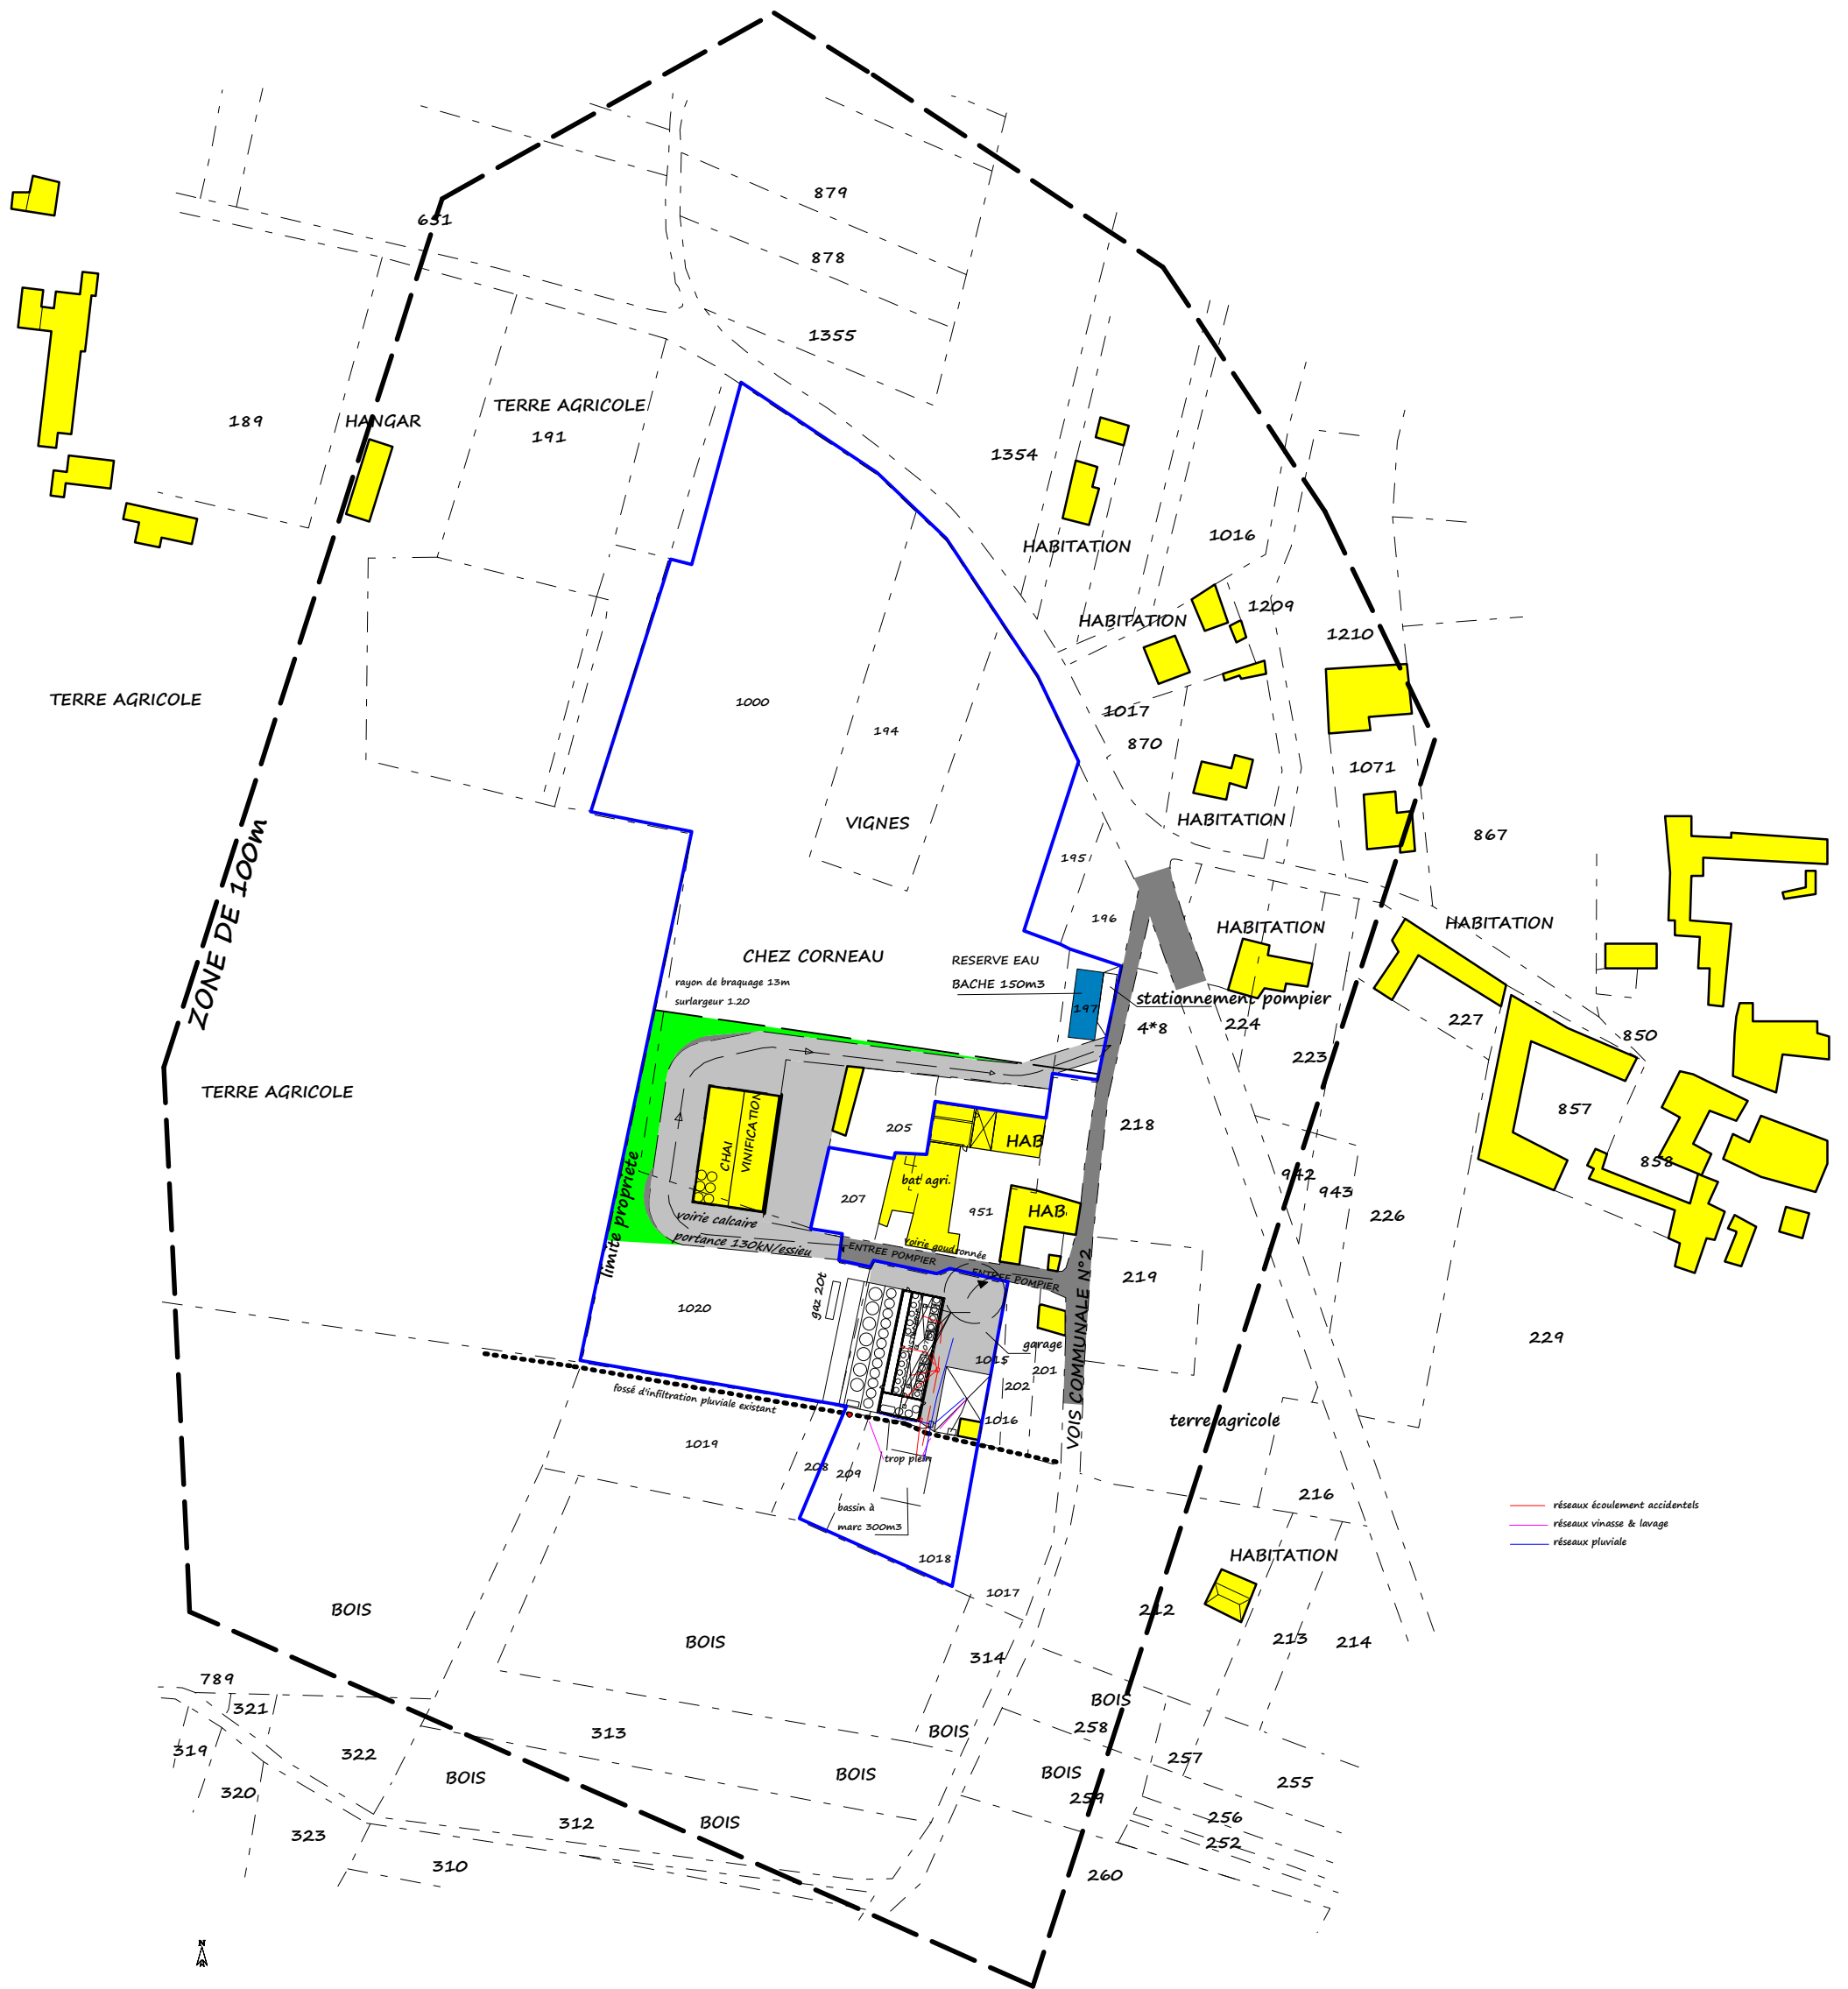 879
631
878
1355
TERRE AGRICOLE
189
HANGAR
191
1354
1016
HABITATION
1209
HABITATION
1210
TERRE AGRICOLE
1000
1017
194
870
1071
VIGNES
HABITATION
867
195
ZONE DE 100m
196
HABITATION
HABITATION
CHEZ CORNEAU
RESERVE EAU
BACHE 150m3
rayon de braquage 13m
surlargeur 1.20
stationnement pompier
4*8
197
224
227
850
223
TERRE AGRICOLE
857
205
218
HAB
CHAI
VINIFICATION
858
942
943
bat agri.
207
951
HAB
226
limite propriete
voirie calcaire
portance 130kN/essieu
voirie goudronnée
ENTREE POMPIER
ENTREE POMPIER
219
gaz 20t
1020
229
garage
1015
201
202
VOIS COMMUNALE N°2
fossé d'infiltration pluviale existant
1016
terre agricole
1019
208
209
trop plein
bassin à
marc 300m3
216
réseaux écoulement accidentels
réseaux vinasse & lavage
réseaux pluviale
1018
HABITATION
1017
BOIS
212
213
214
BOIS
314
789
321
BOIS
258
313
BOIS
319
322
257
BOIS
BOIS
BOIS
255
320
259
256
312
BOIS
323
252
310
260
N